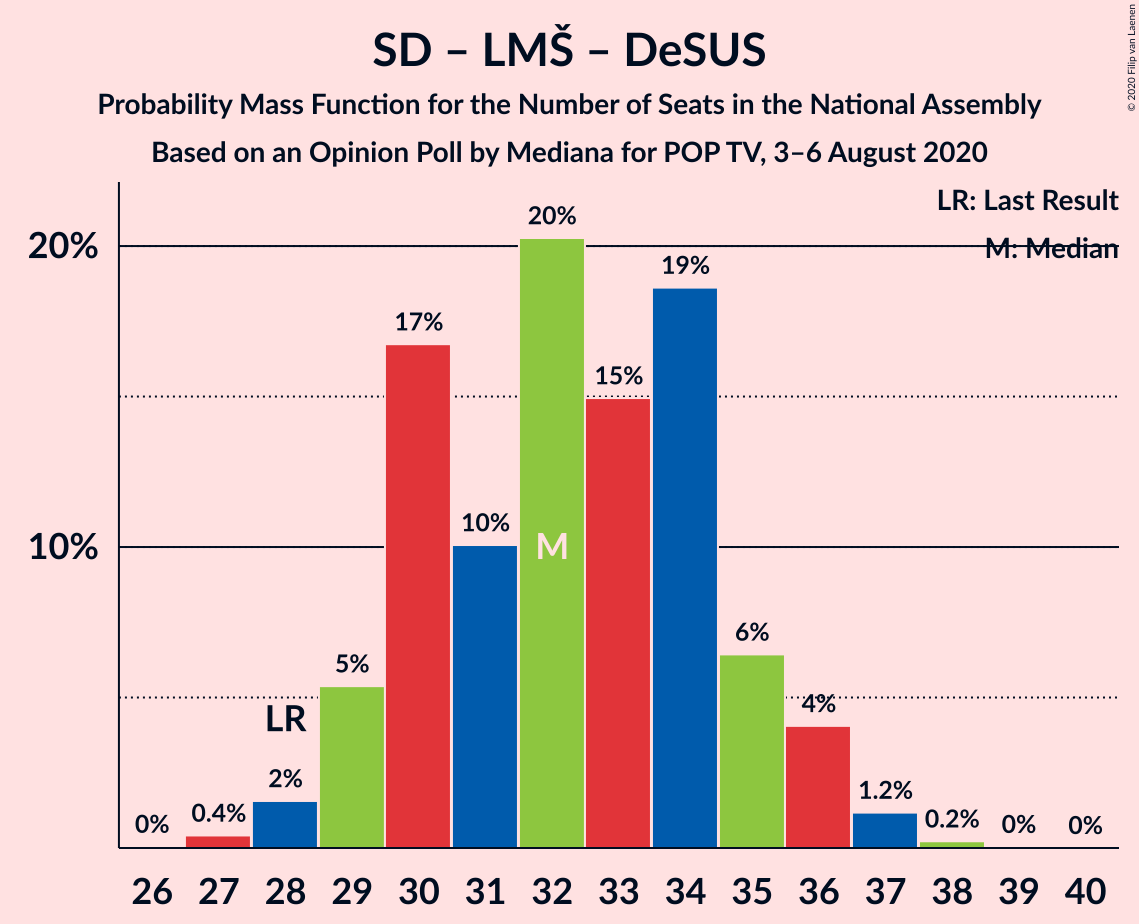 SD – LMŠ – DeSUS
Probability Mass Function for the Number of Seats in the National Assembly
Based on an Opinion Poll by Mediana for POP TV, 3–6 August 2020
© 2020 Filip van Laenen
LR: Last Result
M: Median
20%
10%
0%
0.4%
2%
LR
5%
17%
10%
20%
M
15%
19%
6%
4%
1.2%
0.2%
0%
0%
26 27 28 29 30 31 32 33 34 35 36 37 38 39 40